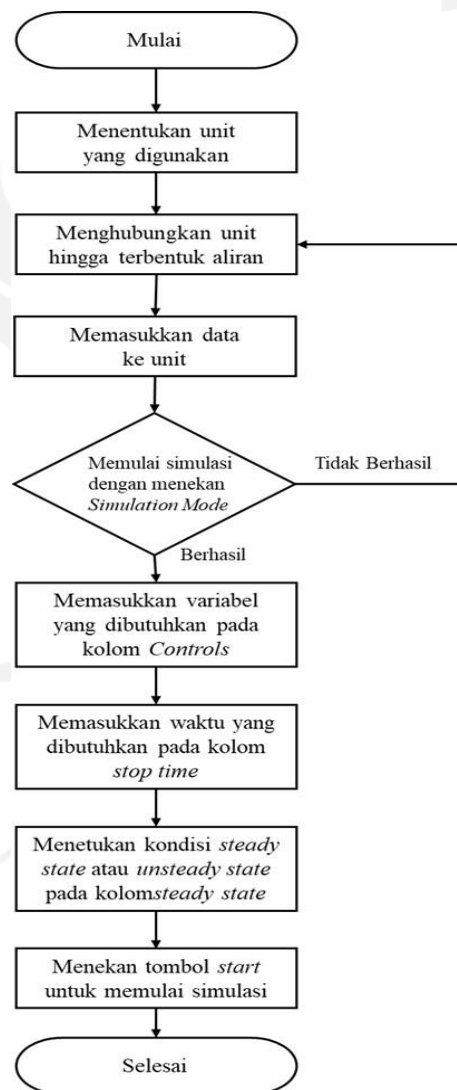 Mulai
Menentukan unit
yang digunakan
Menghubungkan unit
hingga terbentuk aliran
Memasukkan data
ke unit
Memulai simulasi
dengan menekan
Simulation Mode
Tidak Berhasil
Berhasil
Memasukkan variabel
yang dibutuhkan pada
kolom Controls
Memasukkan waktu yang
dibutuhkan pada kolom
stop time
Menetukan kondisi steady
state atau unsteady state
pada kolomsteady state
Menekan tombol start
untuk memulai simulasi
Selesai